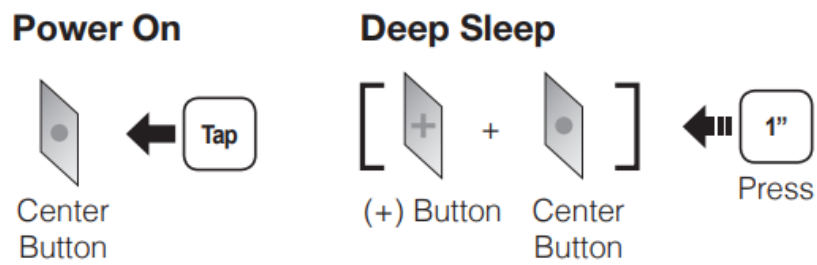 Power On
Deep Sleep
Tap
+
+
1”
Center
Button
(+) Button
Center
Button
Press